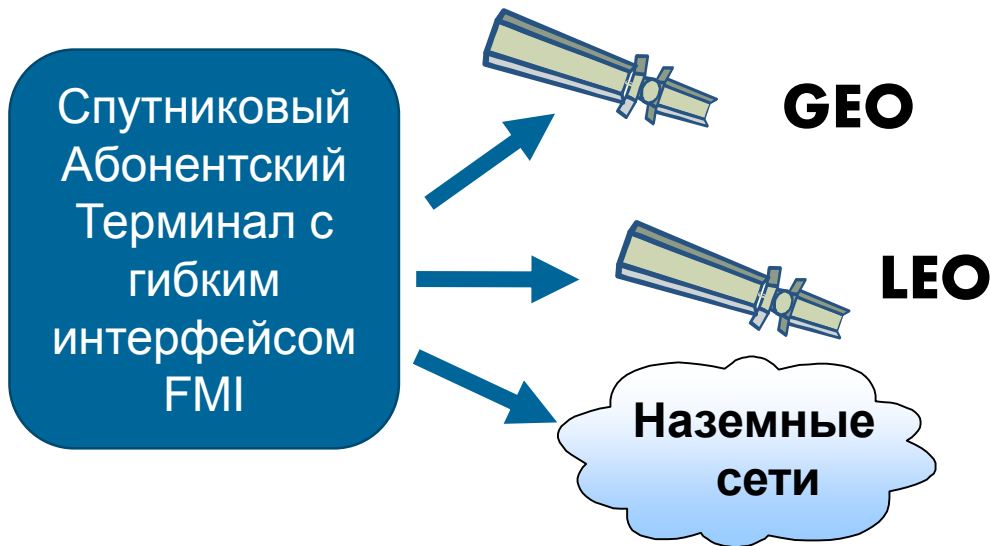 Спутниковый
Абонентский
Терминал с
гибким
интерфейсом
FMI
GEO
LEO
Наземные
сети